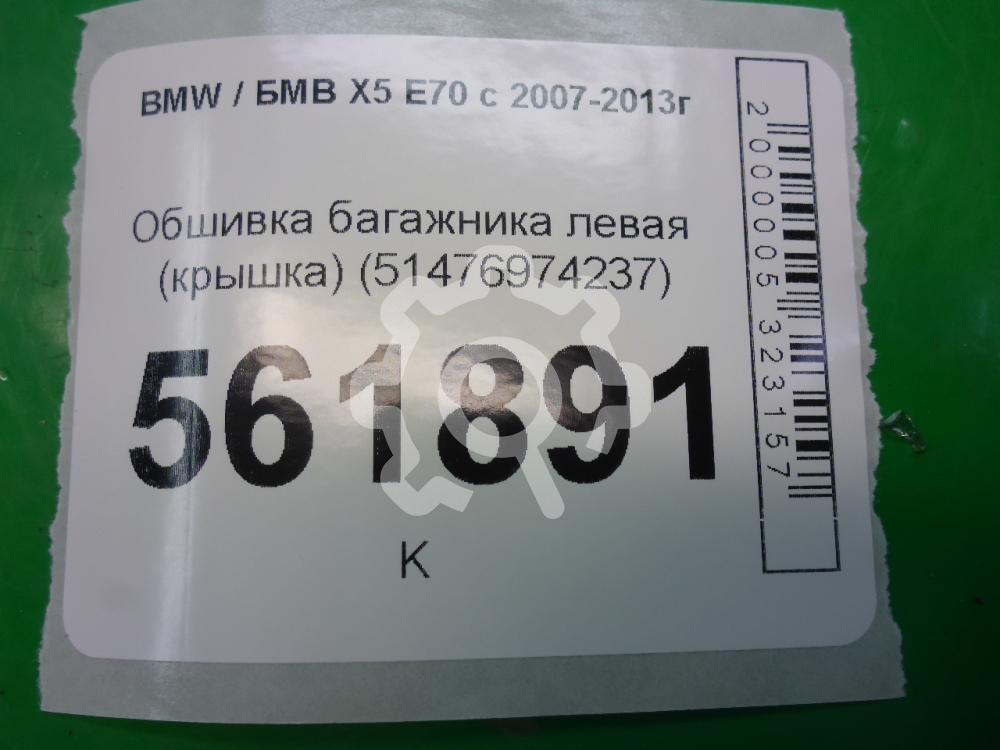 BMW / БМВ X5 E70 с 2007-2013г
Обшивка багажника левая
(крышка) (51476974237)
561891
К
2000005323157